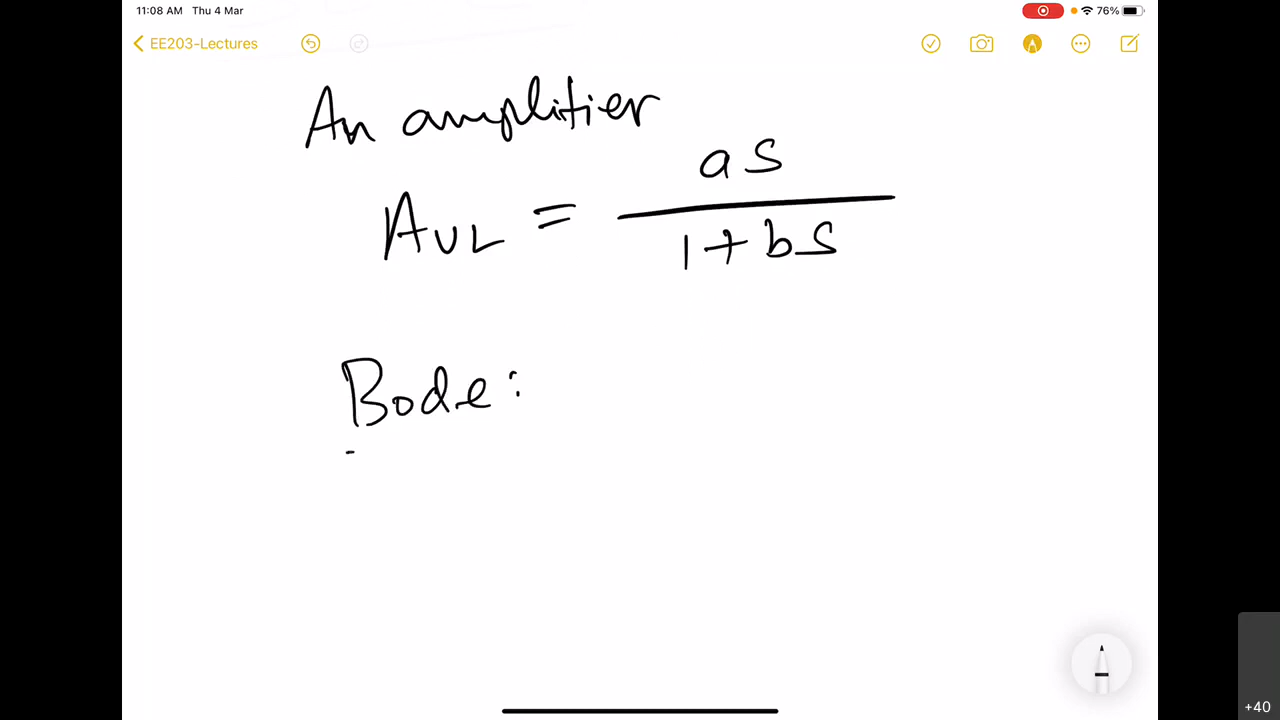 11:08 AM Thu 4 Mar
76%
EE203-Lectures
An amplifier
AVL = as / 1+bs
Bode:
+40